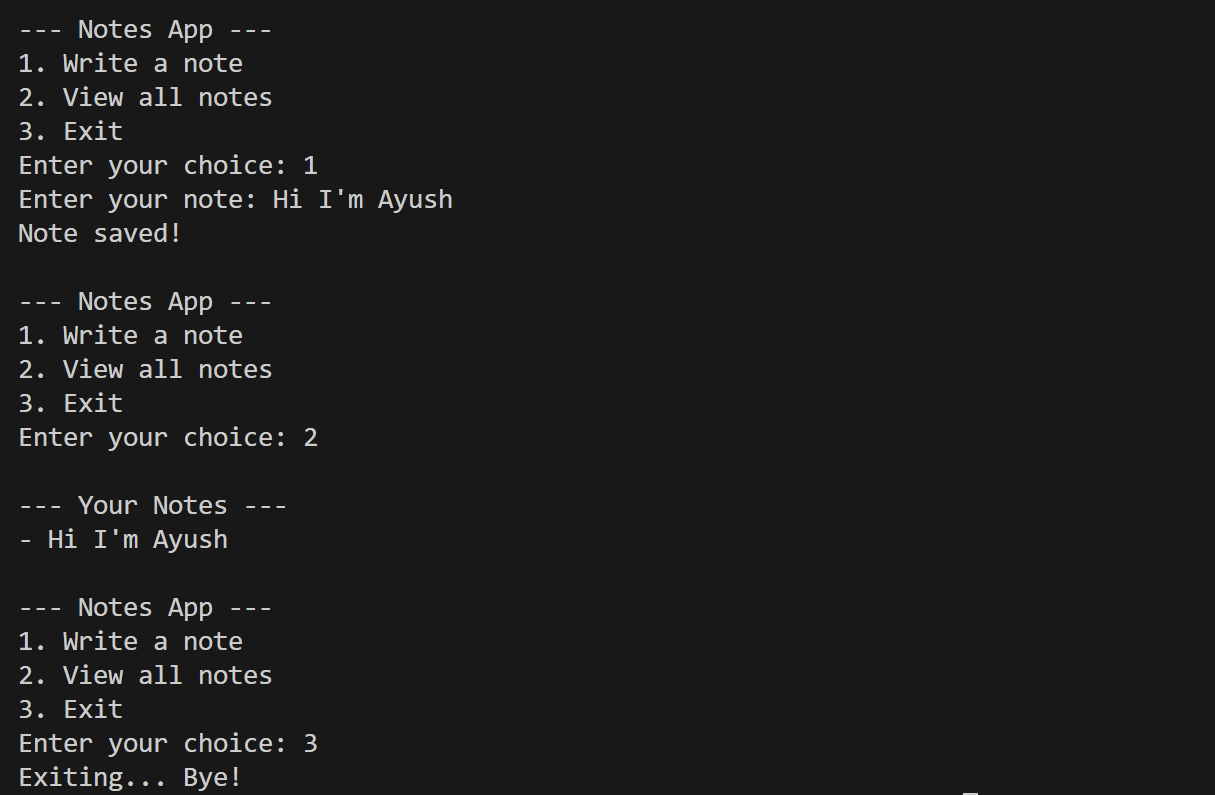 --- Notes App ---
1. Write a note
2. View all notes
3. Exit
Enter your choice: 1
Enter your note: Hi I'm Ayush
Note saved!

--- Notes App ---
1. Write a note
2. View all notes
3. Exit
Enter your choice: 2

--- Your Notes ---
- Hi I'm Ayush

--- Notes App ---
1. Write a note
2. View all notes
3. Exit
Enter your choice: 3
Exiting... Bye!